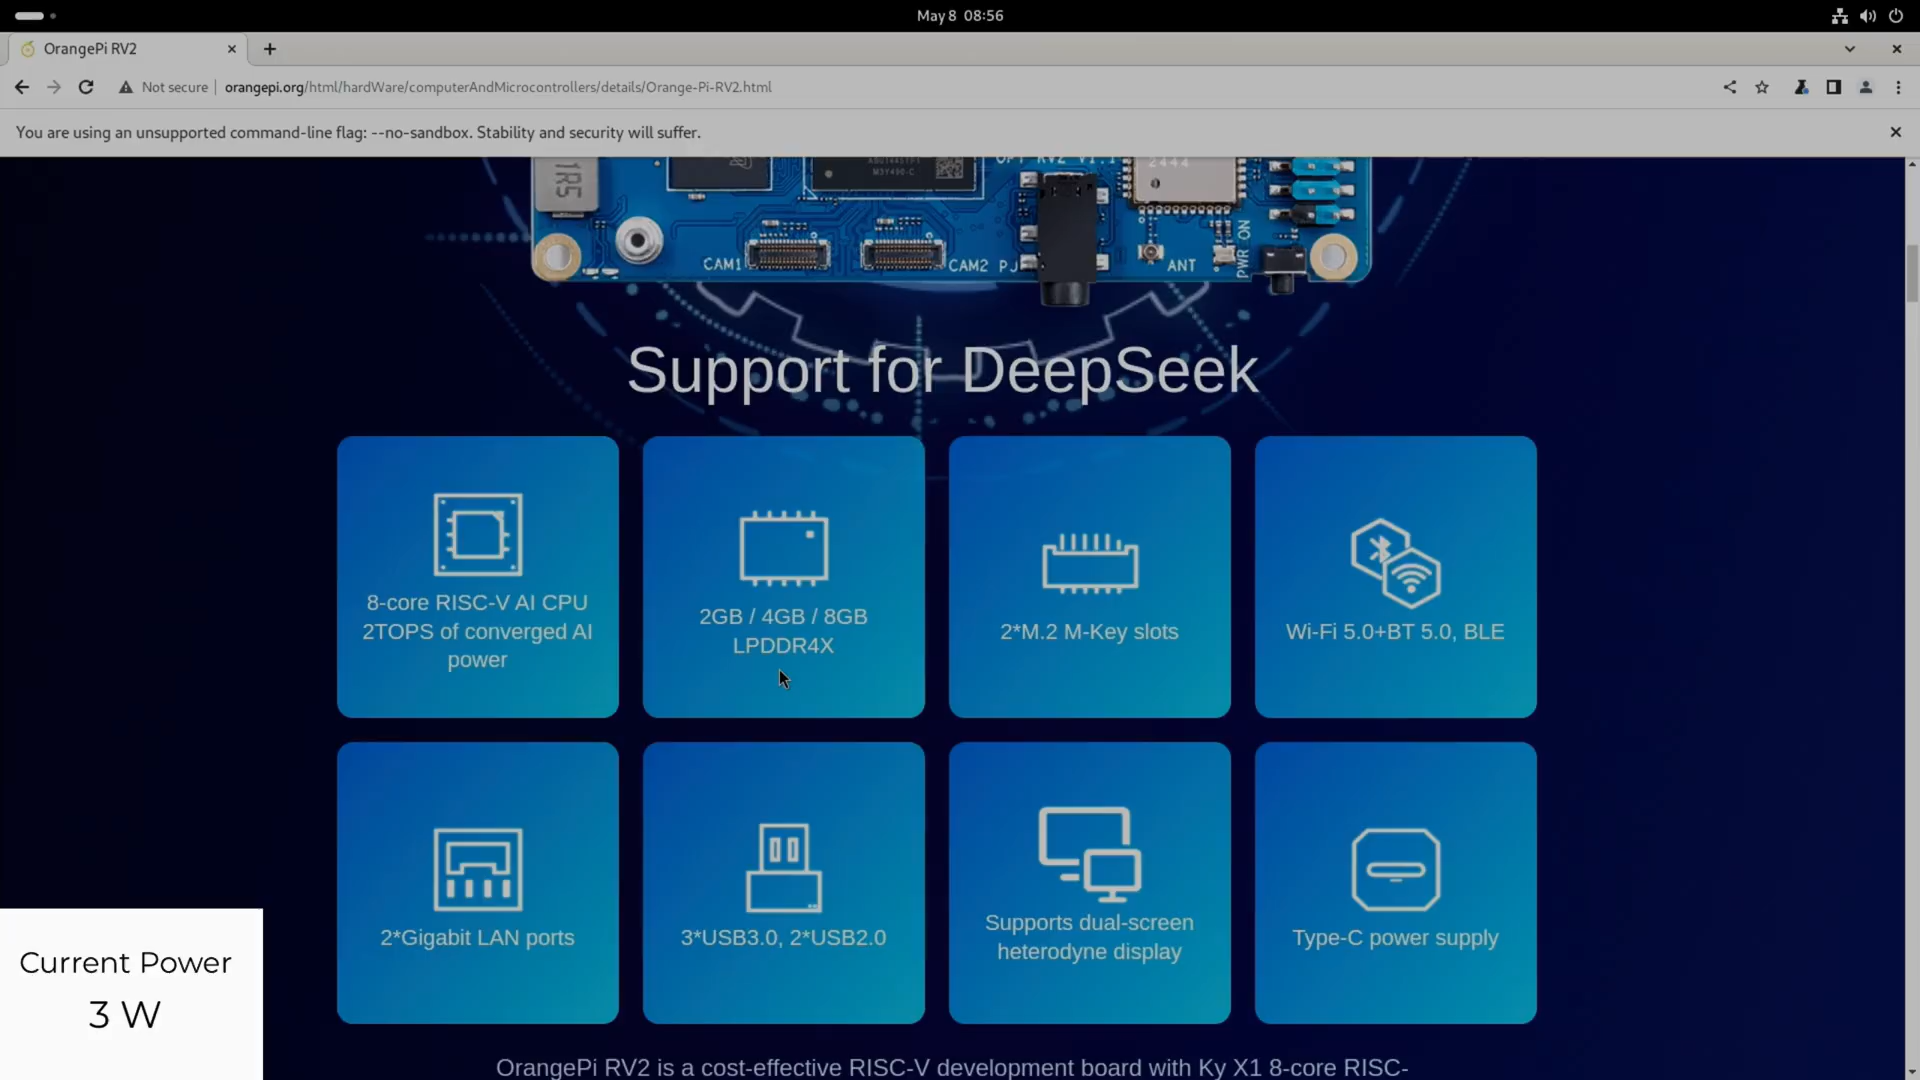 May 8 08:56
OrangePi RV2
Not secure
orangepi.org/html/hardWare/computerAndMicrocontrollers/details/Orange-Pi-RV2.html
You are using an unsupported command-line flag: --no-sandbox. Stability and security will suffer.
1R5
2444
CAM1
CAM2
ANT
PWR_ON
Support for DeepSeek
8-core RISC-V AI CPU
2TOPS of converged AI
power
2GB / 4GB / 8GB
LPDDR4X
2*M.2 M-Key slots
Wi-Fi 5.0+BT 5.0, BLE
2*Gigabit LAN ports
3*USB3.0, 2*USB2.0
Supports dual-screen
heterodyne display
Type-C power supply
Current Power
3 W
OrangePi RV2 is a cost-effective RISC-V development board with Ky X1 8-core RISC-